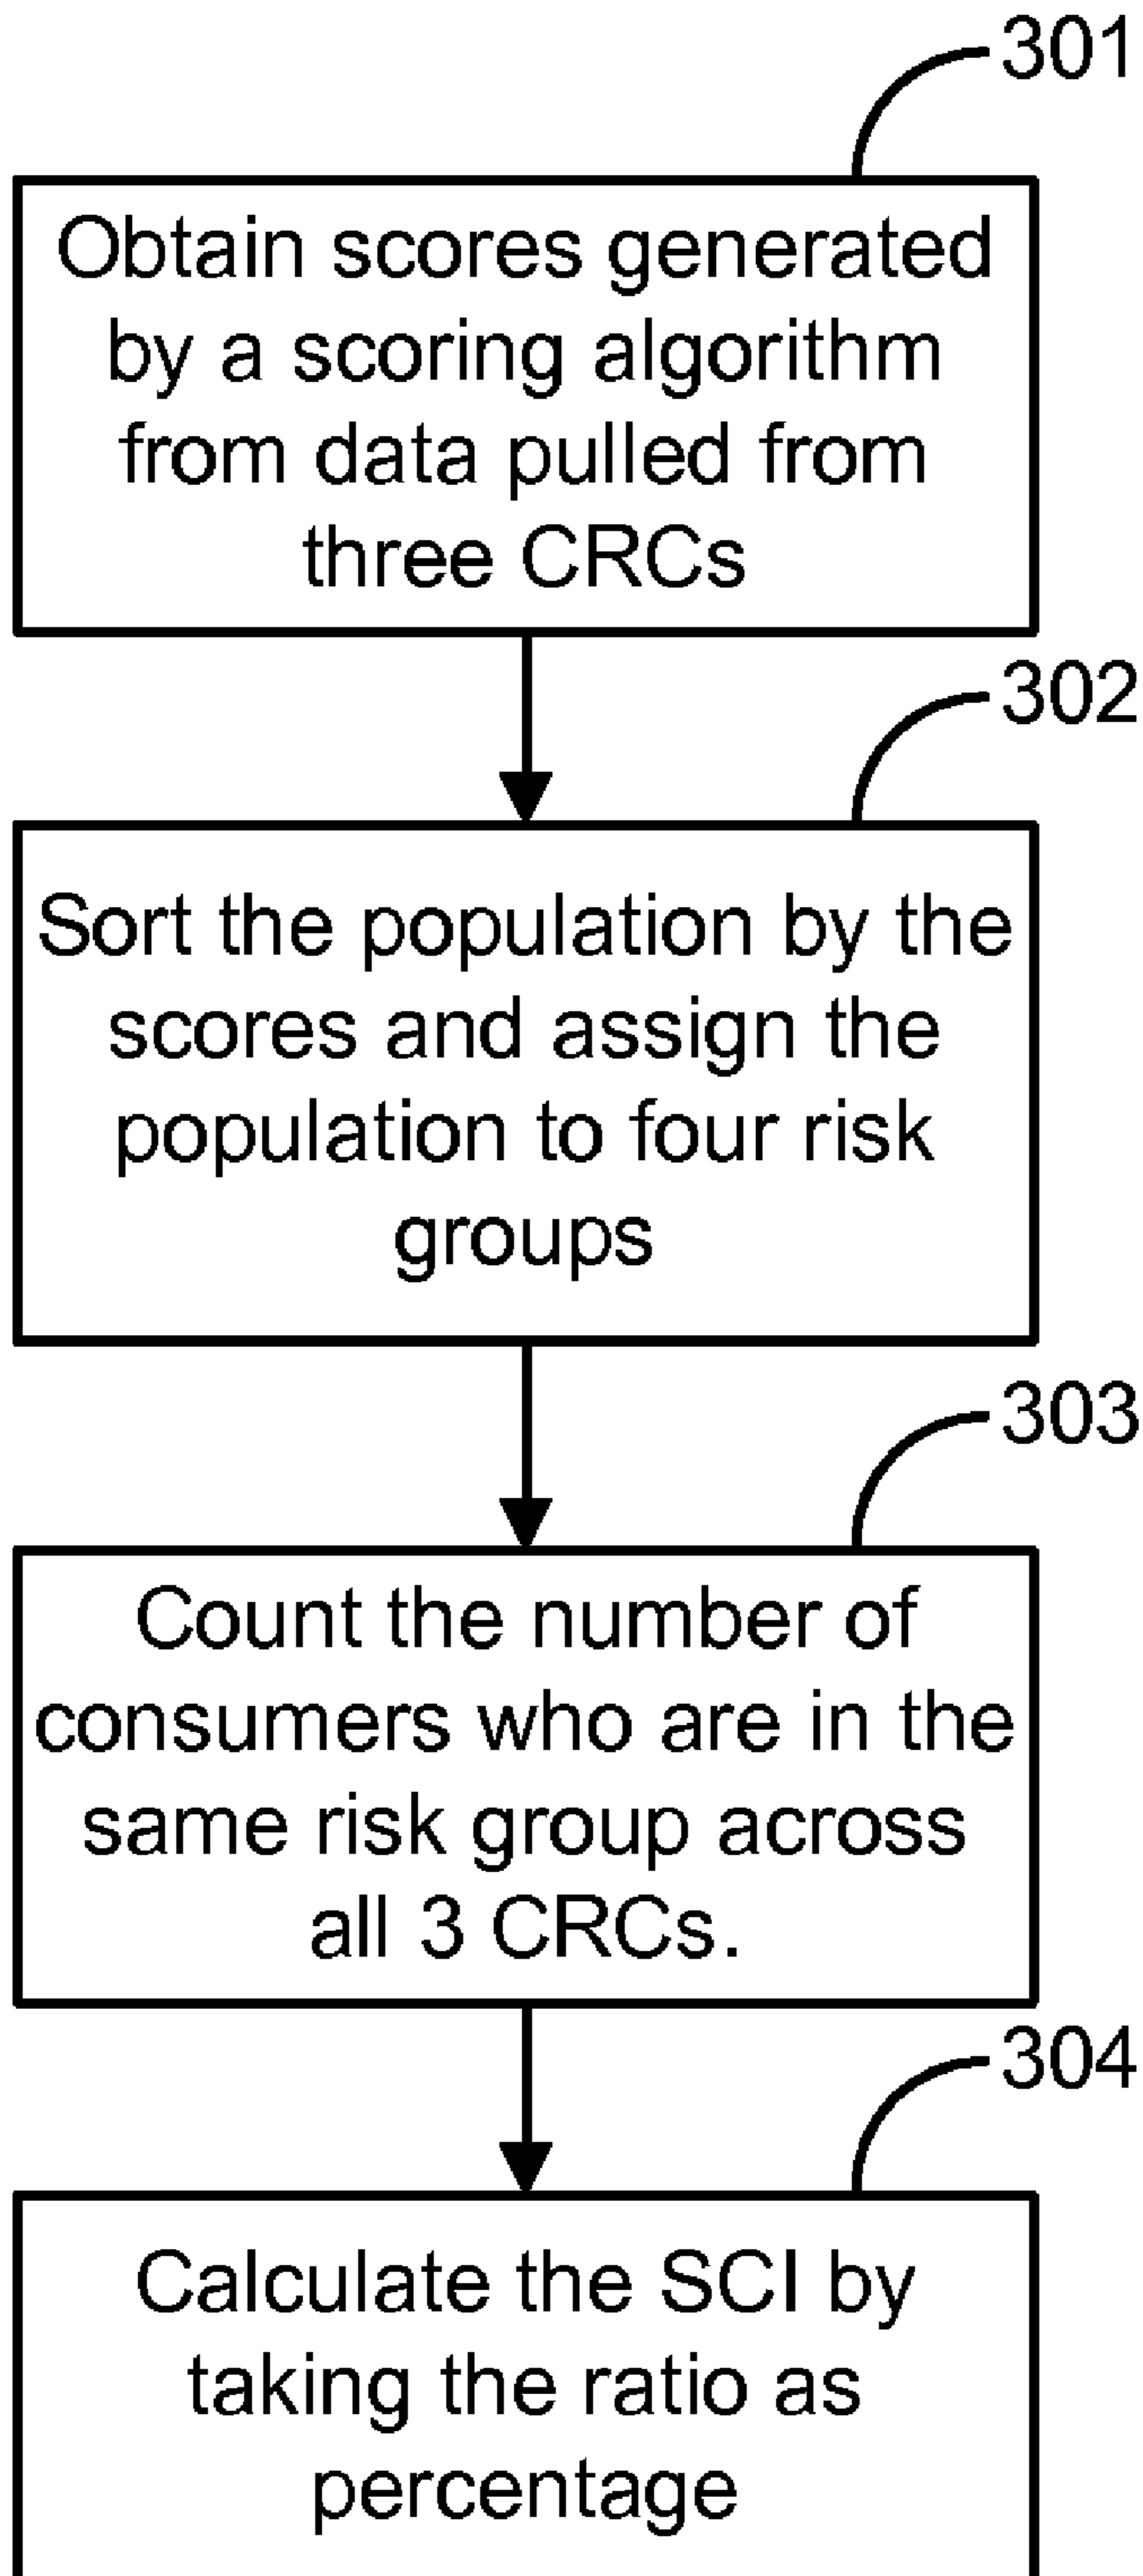 301
Obtain scores generated
by a scoring algorithm
from data pulled from
three CRCs
302
Sort the population by the
scores and assign the
population to four risk
groups
303
Count the number of
consumers who are in the
same risk group across
all 3 CRCs.
304
Calculate the SCI by
taking the ratio as
percentage